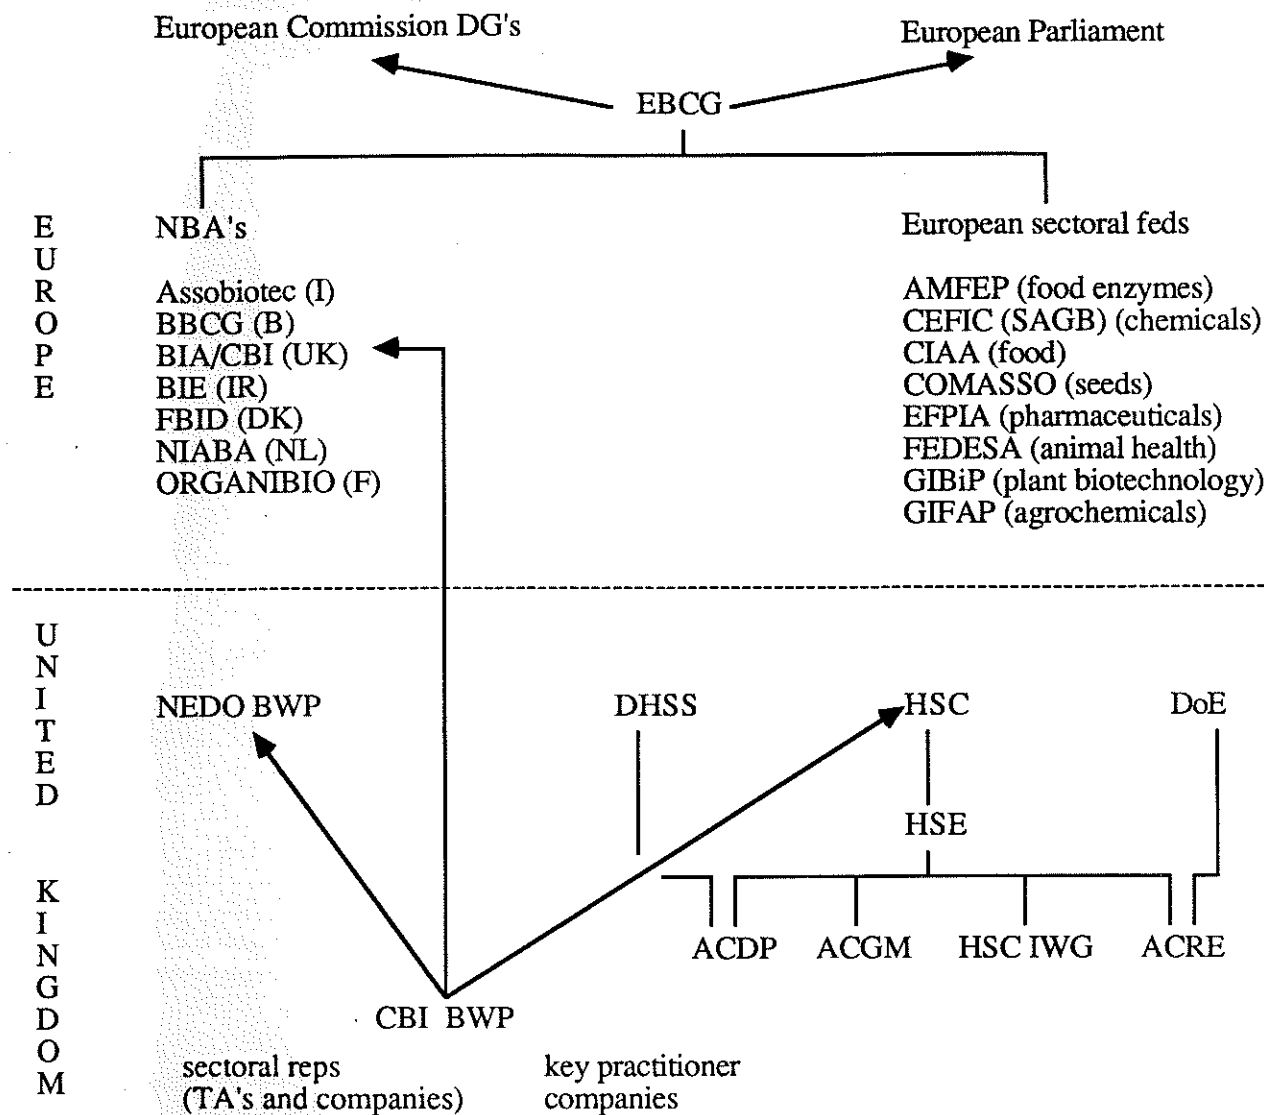 European Commission DG's
European Parliament
EBCG
EUROPE
NBA's
European sectoral feds
Assobiotec (I)
BBCG (B)
BIA/CBI (UK)
BIE (IR)
FBID (DK)
NIABA (NL)
ORGANIBIO (F)
AMFEP (food enzymes)
CEFIC (SAGB) (chemicals)
CIAA (food)
COMASSO (seeds)
EFPIA (pharmaceuticals)
FEDESA (animal health)
GIBiP (plant biotechnology)
GIFAP (agrochemicals)
UNITED KINGDOM
NEDO BWP
DHSS
HSC
DoE
HSE
ACDP
ACGM
HSC IWG
ACRE
CBI BWP
sectoral reps
(TA's and companies)
key practitioner
companies